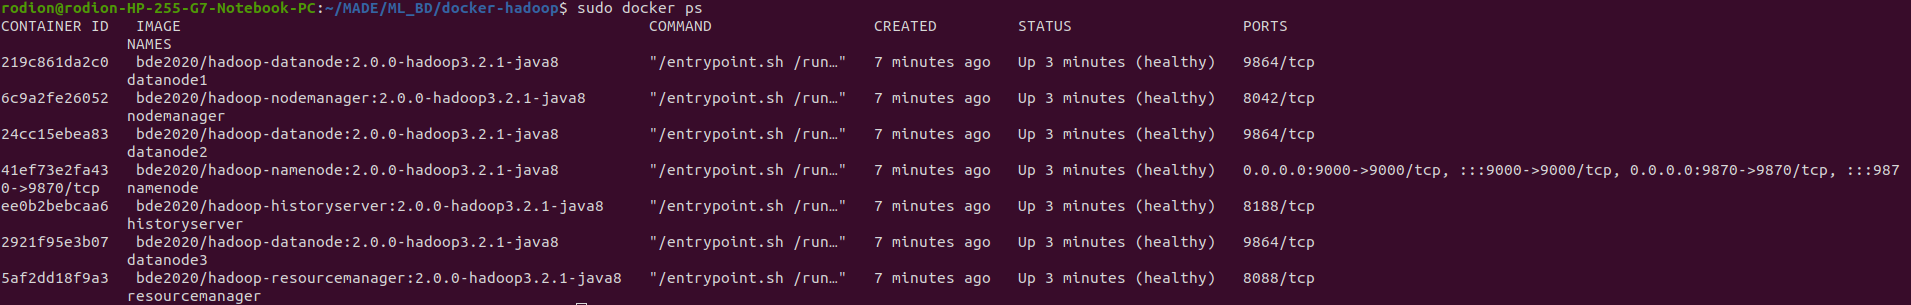 rodion@rodion-HP-255-G7-Notebook-PC:~/MADE/ML_BD/docker-hadoop$ sudo docker ps
CONTAINER ID   IMAGE                                                    COMMAND                  CREATED         STATUS                   PORTS
               NAMES
219c861da2c0   bde2020/hadoop-datanode:2.0.0-hadoop3.2.1-java8          "/entrypoint.sh /run…"   7 minutes ago   Up 3 minutes (healthy)   9864/tcp
               datanode1
6c9a2fe26052   bde2020/hadoop-nodemanager:2.0.0-hadoop3.2.1-java8       "/entrypoint.sh /run…"   7 minutes ago   Up 3 minutes (healthy)   8042/tcp
               nodemanager
24cc15ebea83   bde2020/hadoop-datanode:2.0.0-hadoop3.2.1-java8          "/entrypoint.sh /run…"   7 minutes ago   Up 3 minutes (healthy)   9864/tcp
               datanode2
41ef73e2fa43   bde2020/hadoop-namenode:2.0.0-hadoop3.2.1-java8          "/entrypoint.sh /run…"   7 minutes ago   Up 3 minutes (healthy)   0.0.0.0:9000->9000/tcp, :::9000->9000/tcp, 0.0.0.0:9870->9870/tcp, :::987
0->9870/tcp   namenode
ee0b2bebcaa6   bde2020/hadoop-historyserver:2.0.0-hadoop3.2.1-java8     "/entrypoint.sh /run…"   7 minutes ago   Up 3 minutes (healthy)   8188/tcp
               historyserver
2921f95e3b07   bde2020/hadoop-datanode:2.0.0-hadoop3.2.1-java8          "/entrypoint.sh /run…"   7 minutes ago   Up 3 minutes (healthy)   9864/tcp
               datanode3
5af2dd18f9a3   bde2020/hadoop-resourcemanager:2.0.0-hadoop3.2.1-java8   "/entrypoint.sh /run…"   7 minutes ago   Up 3 minutes (healthy)   8088/tcp
               resourcemanager